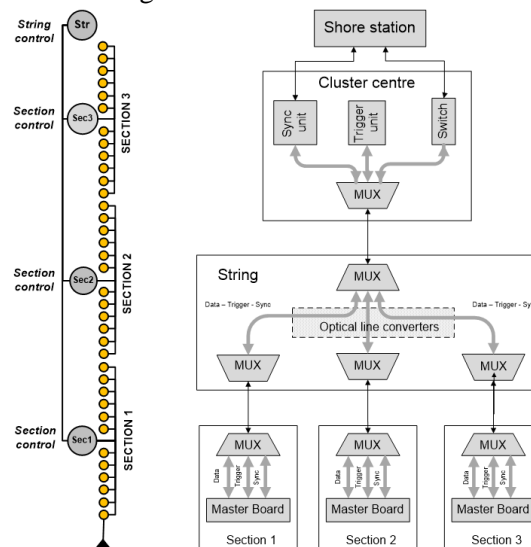 String
control
Str
Section
control
Sec3
SECTION 3
Section
control
Sec2
SECTION 2
Section
control
Sec1
SECTION 1
Shore station
Cluster centre
Sync
unit
Trigger
unit
Switch
MUX
String
MUX
Data – Trigger - Sync
Data – Trigger - Sy
Optical line converters
MUX
MUX
MUX
MUX
MUX
MUX
Data
Trigger
Sync
Data
Trigger
Sync
Data
Trigger
Sync
Master Board
Master Board
Master Board
Section 1
Section 2
Section 3